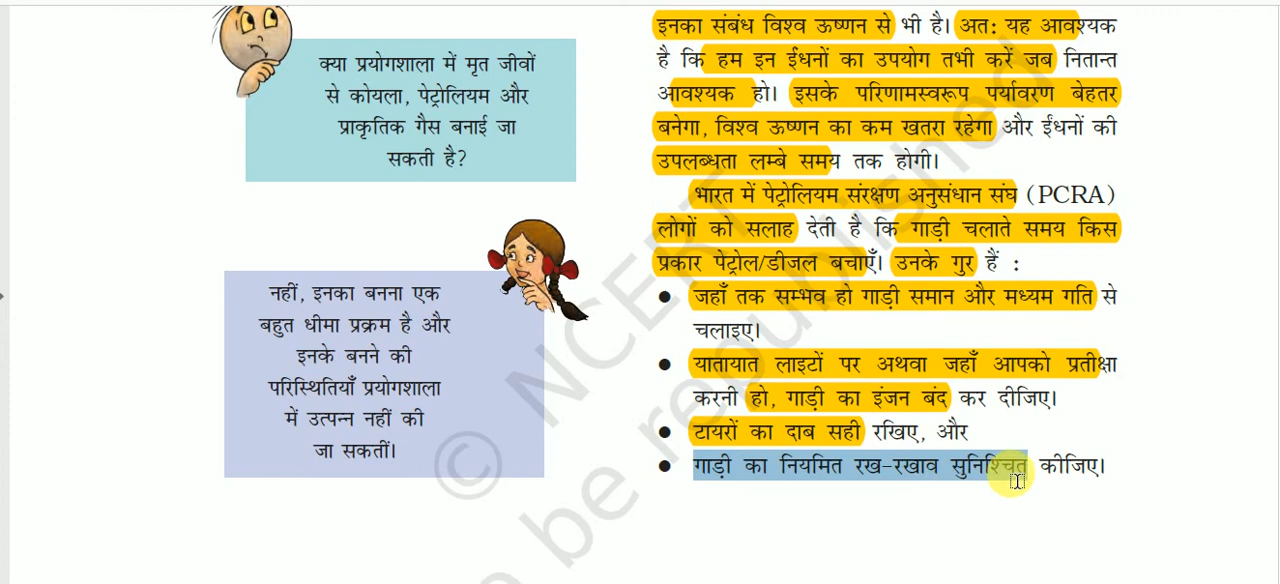 क्या प्रयोगशाला में मृत जीवों
से कोयला, पेट्रोलियम और
प्राकृतिक गैस बनाई जा
सकती है?
नहीं, इनका बनना एक
बहुत धीमा प्रक्रम है और
इनके बनने की
परिस्थितियाँ प्रयोगशाला
में उत्पन्न नहीं की
जा सकतीं।
इनका संबंध विश्व ऊष्णन से भी है। अतः यह आवश्यक
है कि हम इन ईंधनों का उपयोग तभी करें जब नितान्त
आवश्यक हो। इसके परिणामस्वरूप पर्यावरण बेहतर
बनेगा, विश्व ऊष्णन का कम खतरा रहेगा और ईंधनों की
उपलब्धता लम्बे समय तक होगी।
भारत में पेट्रोलियम संरक्षण अनुसंधान संघ (PCRA)
लोगों को सलाह देती है कि गाड़ी चलाते समय किस
प्रकार पेट्रोल/डीजल बचाएँ। उनके गुर हैं :
● जहाँ तक सम्भव हो गाड़ी समान और मध्यम गति से
चलाइए।
● यातायात लाइटों पर अथवा जहाँ आपको प्रतीक्षा
करनी हो, गाड़ी का इंजन बंद कर दीजिए।
● टायरों का दाब सही रखिए, और
● गाड़ी का नियमित रख-रखाव सुनिश्चित कीजिए।
© NCERT
be republished